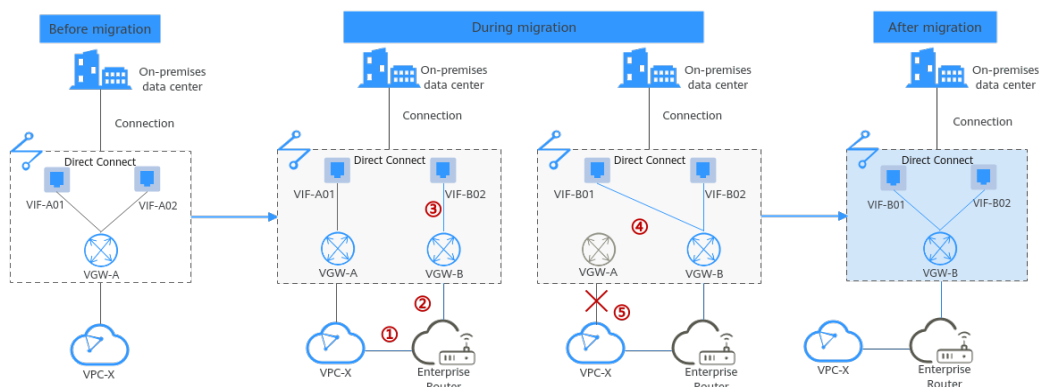 Before migration
During migration
After migration
On-premises
data center
Connection
Direct Connect
VIF-A01
VIF-A02
VGW-A
VPC-X
On-premises
data center
Connection
Direct Connect
VIF-A01
VIF-B02
③
VGW-A
VGW-B
②
①
VPC-X
Enterprise
Router
On-premises
data center
Connection
Direct Connect
VIF-B01
VIF-B02
④
VGW-A
VGW-B
⑤
VPC-X
Enterprise
Router
On-premises
data center
Connection
Direct Connect
VIF-B01
VIF-B02
VGW-B
VPC-X
Enterprise
Router